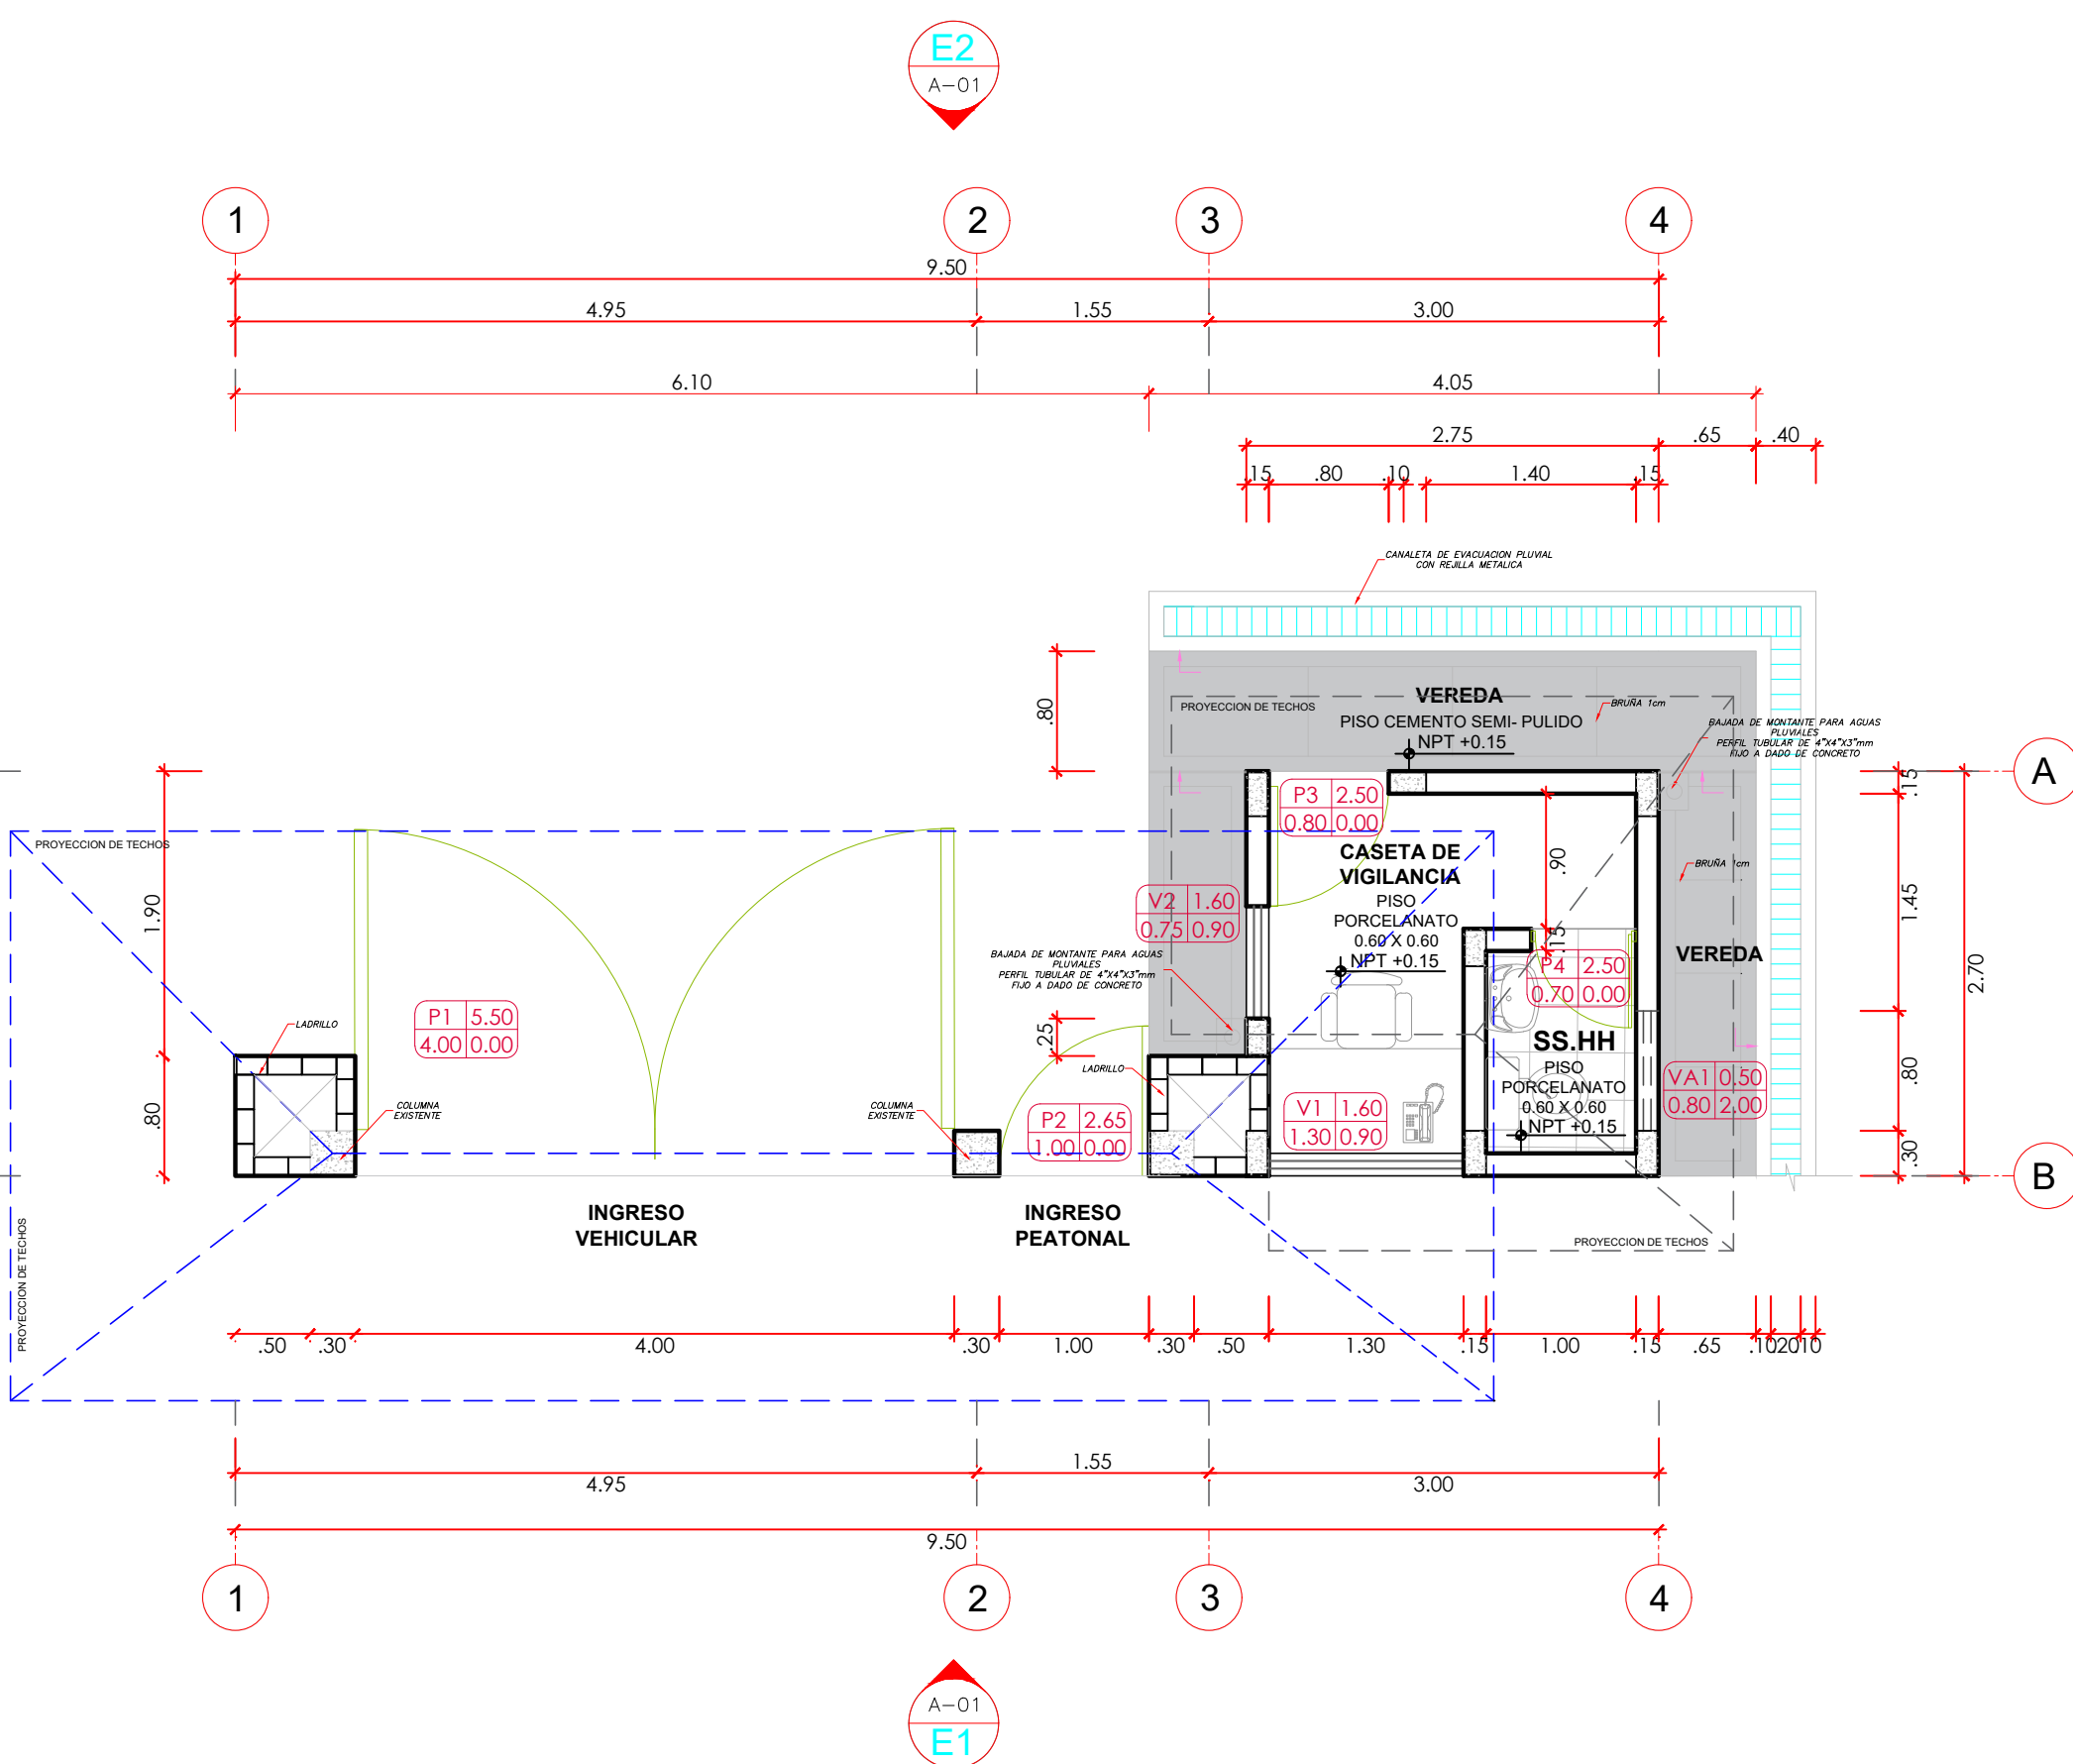 E2
A-01
1
2
3
4
9.50
4.95
1.55
3.00
6.10
4.05
2.75
.65
.40
.15
.80
.10
1.40
.15
CANALETA DE EVACUACION PLUVIAL
CON REJILLA METALICA
.80
VEREDA
PROYECCION DE TECHOS
BRUÑA 1cm
PISO CEMENTO SEMI- PULIDO
NPT +0.15
BAJADA DE MONTANTE PARA AGUAS
PLUVIALES
PERFIL TUBULAR DE 4"X4"X3"mm
FIJO A DADO DE CONCRETO
A
P3 2.50
0.80 0.00
.15
PROYECCION DE TECHOS
CASETA DE
VIGILANCIA
.90
BRUÑA 1cm
1.90
V2 1.60
0.75 0.90
PISO
PORCELANATO
0.60 X 0.60
NPT +0.15
.15
1.45
BAJADA DE MONTANTE PARA AGUAS
PLUVIALES
PERFIL TUBULAR DE 4"X4"X3"mm
FIJO A DADO DE CONCRETO
P4 2.50
0.70 0.00
VEREDA
2.70
P1 5.50
4.00 0.00
LADRILLO
.25
SS.HH
PISO
PORCELANATO
0.60 X 0.60
NPT +0.15
LADRILLO
VA1 0.50
0.80 2.00
.80
.80
COLUMNA
EXISTENTE
COLUMNA
EXISTENTE
P2 2.65
1.00 0.00
V1 1.60
1.30 0.90
.30
B
INGRESO
VEHICULAR
INGRESO
PEATONAL
PROYECCION DE TECHOS
PROYECCION DE TECHOS
.50
.30
4.00
.30
1.00
.30
.50
1.30
.15
1.00
.15
.65
.10
.20
.10
4.95
1.55
3.00
9.50
1
2
3
4
A-01
E1